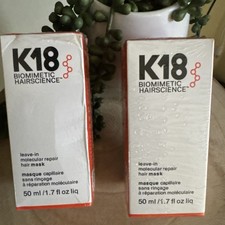 K18
BIOMIMETIC
HAIRSCIENCE
leave-in
molecular repair
hair mask
masque capillaire
sans rinçage
à réparation moléculaire
50 ml/1.7 fl oz liq
K18
BIOMIMETIC
HAIRSCIENCE
leave-in
molecular repair
hair mask
masque capillaire
sans rinçage
à réparation moléculaire
50 ml/1.7 fl oz liq